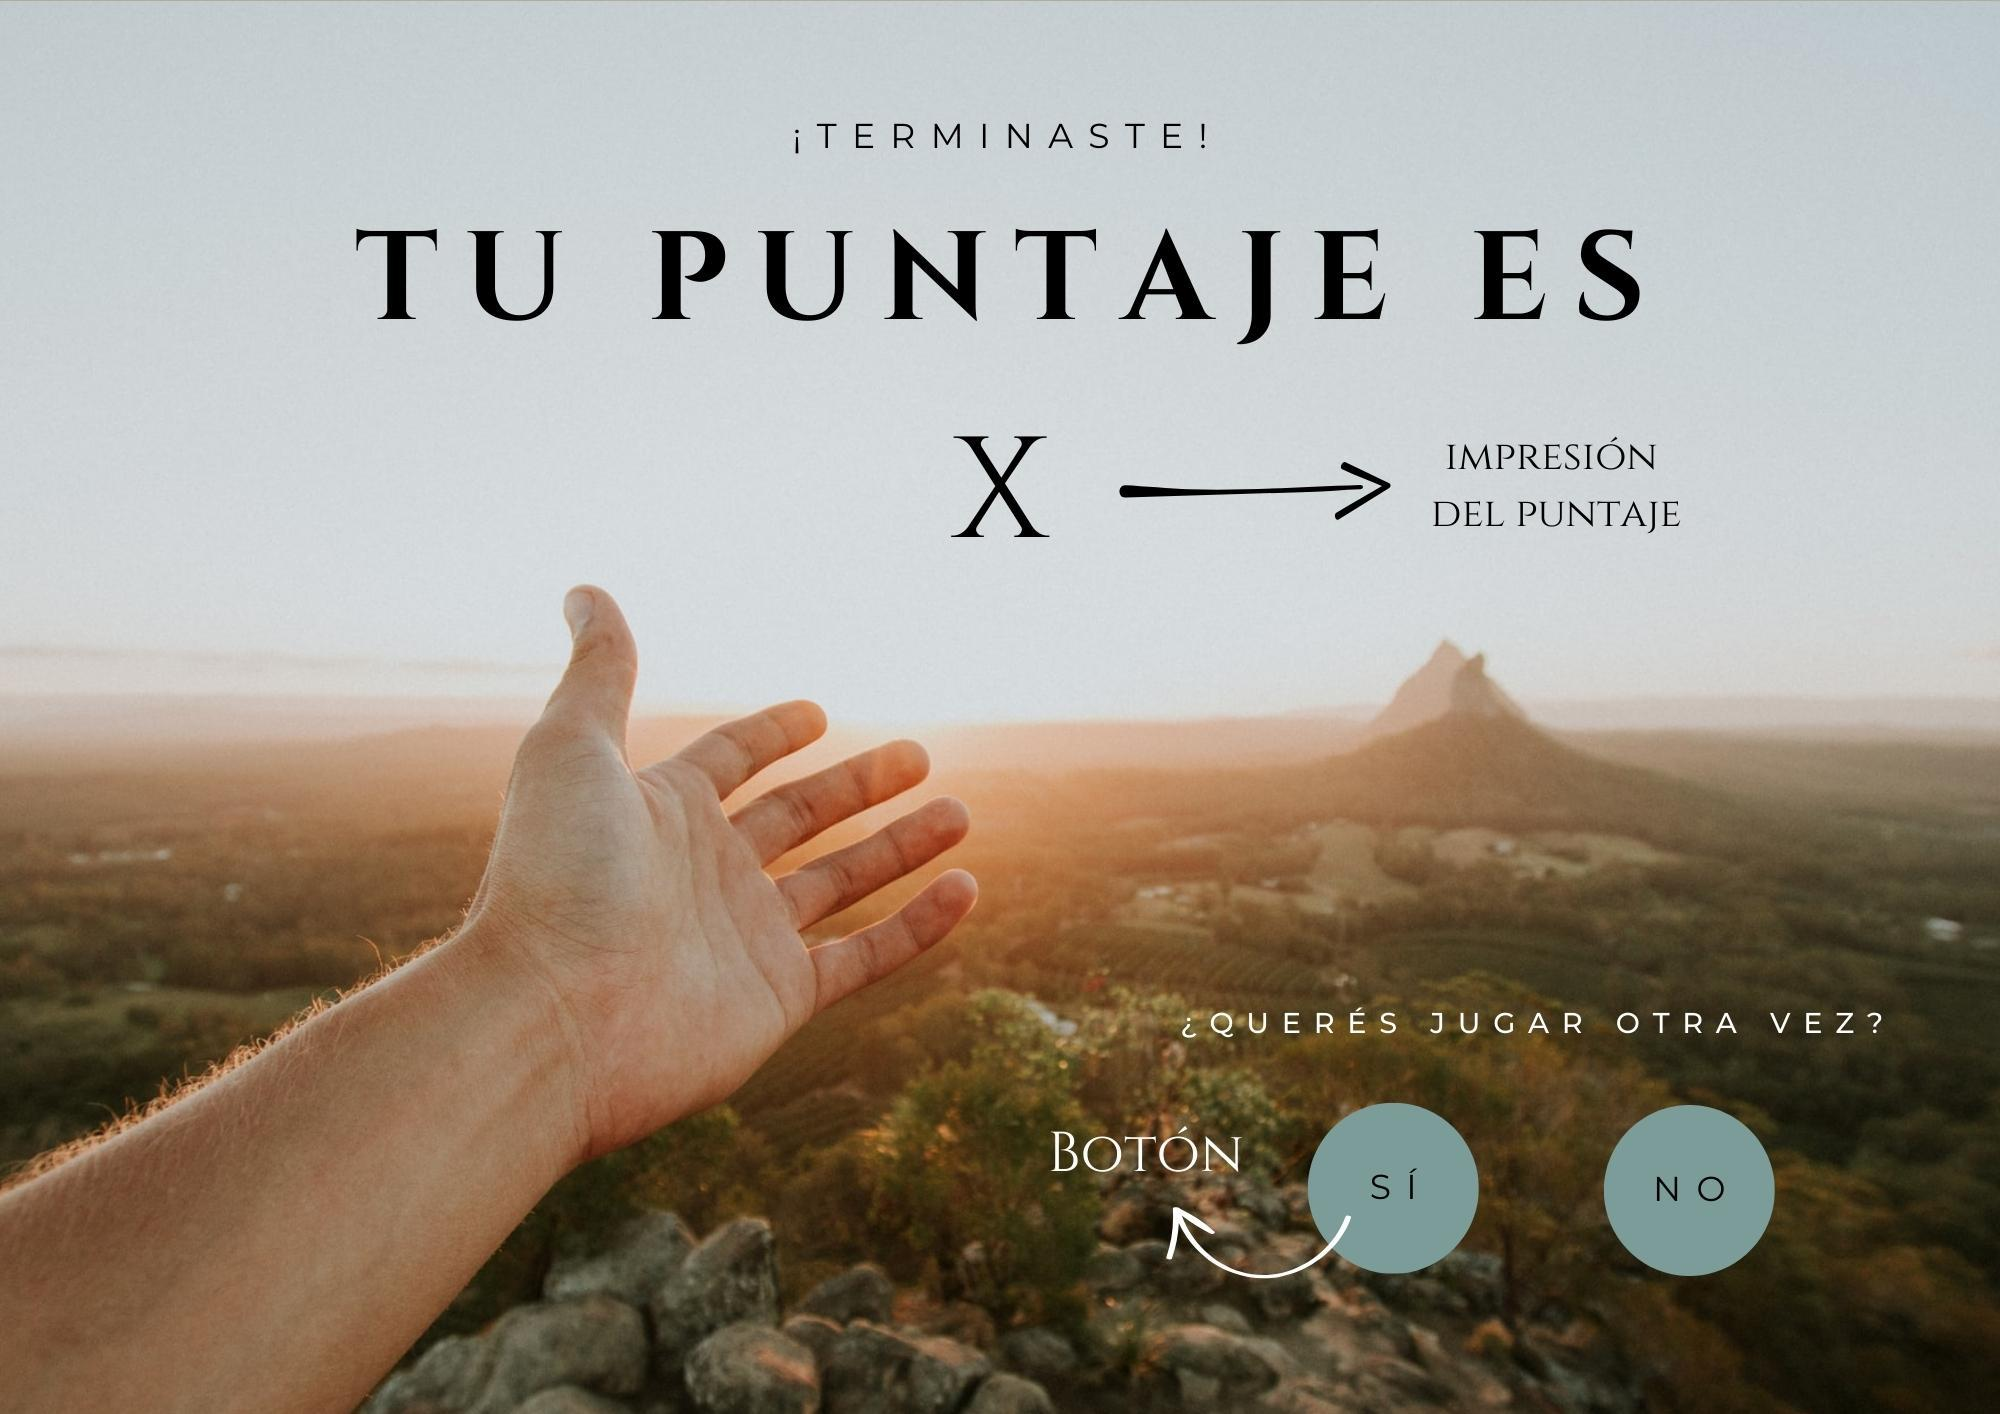 ¡TERMINASTE!
TU PUNTAJE ES
X
IMPRESIÓN
DEL PUNTAJE
¿QUERÉS JUGAR OTRA VEZ?
BOTÓN
SÍ
NO